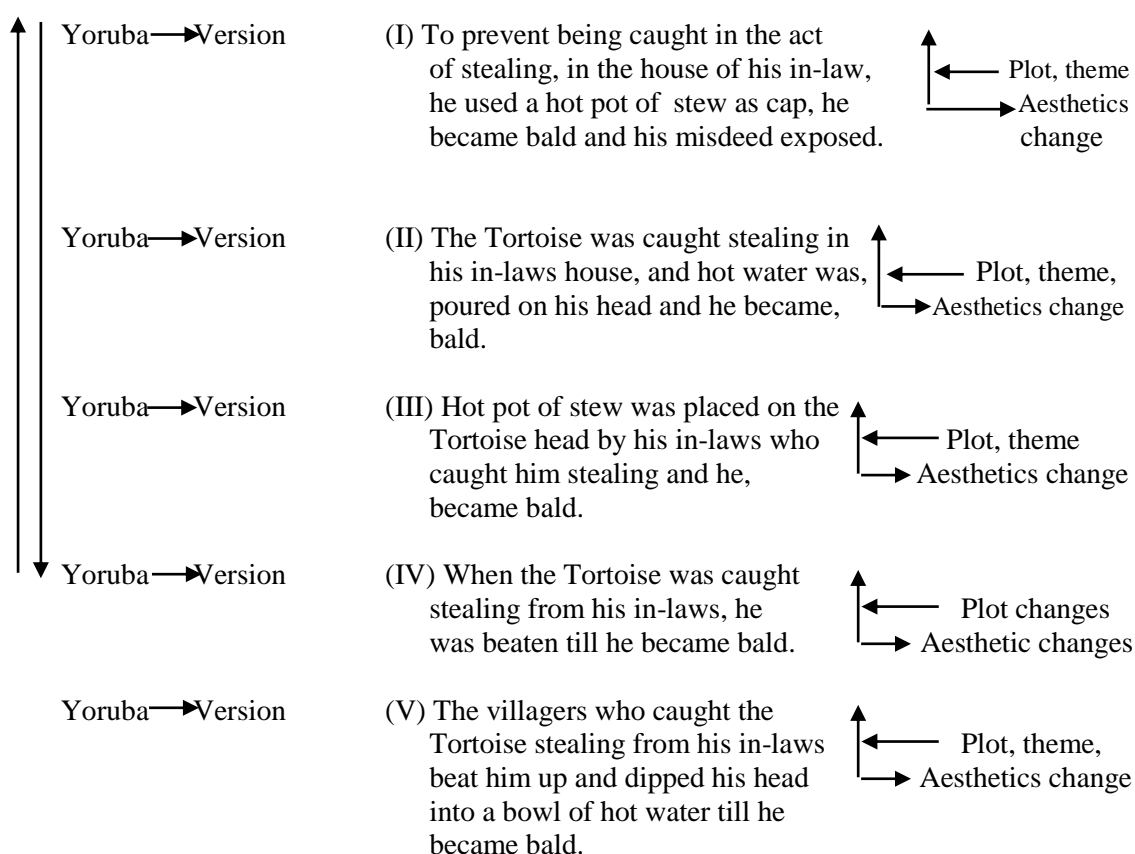 Yoruba Version (I) To prevent being caught in the act
of stealing, in the house of his in-law, Plot, theme
he used a hot pot of stew as cap, he Aesthetics
became bald and his misdeed exposed. change
Yoruba Version (II) The Tortoise was caught stealing in
his in-laws house, and hot water was, Plot, theme,
poured on his head and he became, Aesthetics change
bald.
Yoruba Version (III) Hot pot of stew was placed on the
Tortoise head by his in-laws who Plot, theme
caught him stealing and he, Aesthetics change
became bald.
Yoruba Version (IV) When the Tortoise was caught
stealing from his in-laws, he Plot changes
was beaten till he became bald. Aesthetic changes
Yoruba Version (V) The villagers who caught the
Tortoise stealing from his in-laws Plot, theme,
beat him up and dipped his head Aesthetics change
into a bowl of hot water till he
became bald.